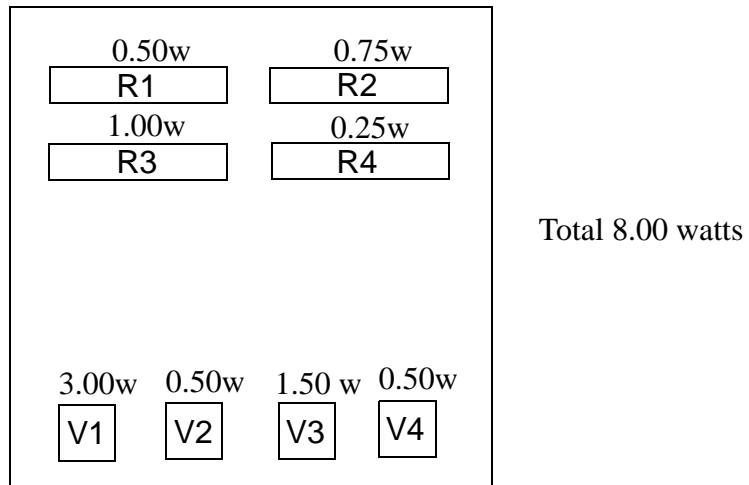 0.50w 0.75w
R1 R2
1.00w 0.25w
R3 R4
Total 8.00 watts
3.00w 0.50w 1.50 w 0.50w
V1 V2 V3 V4